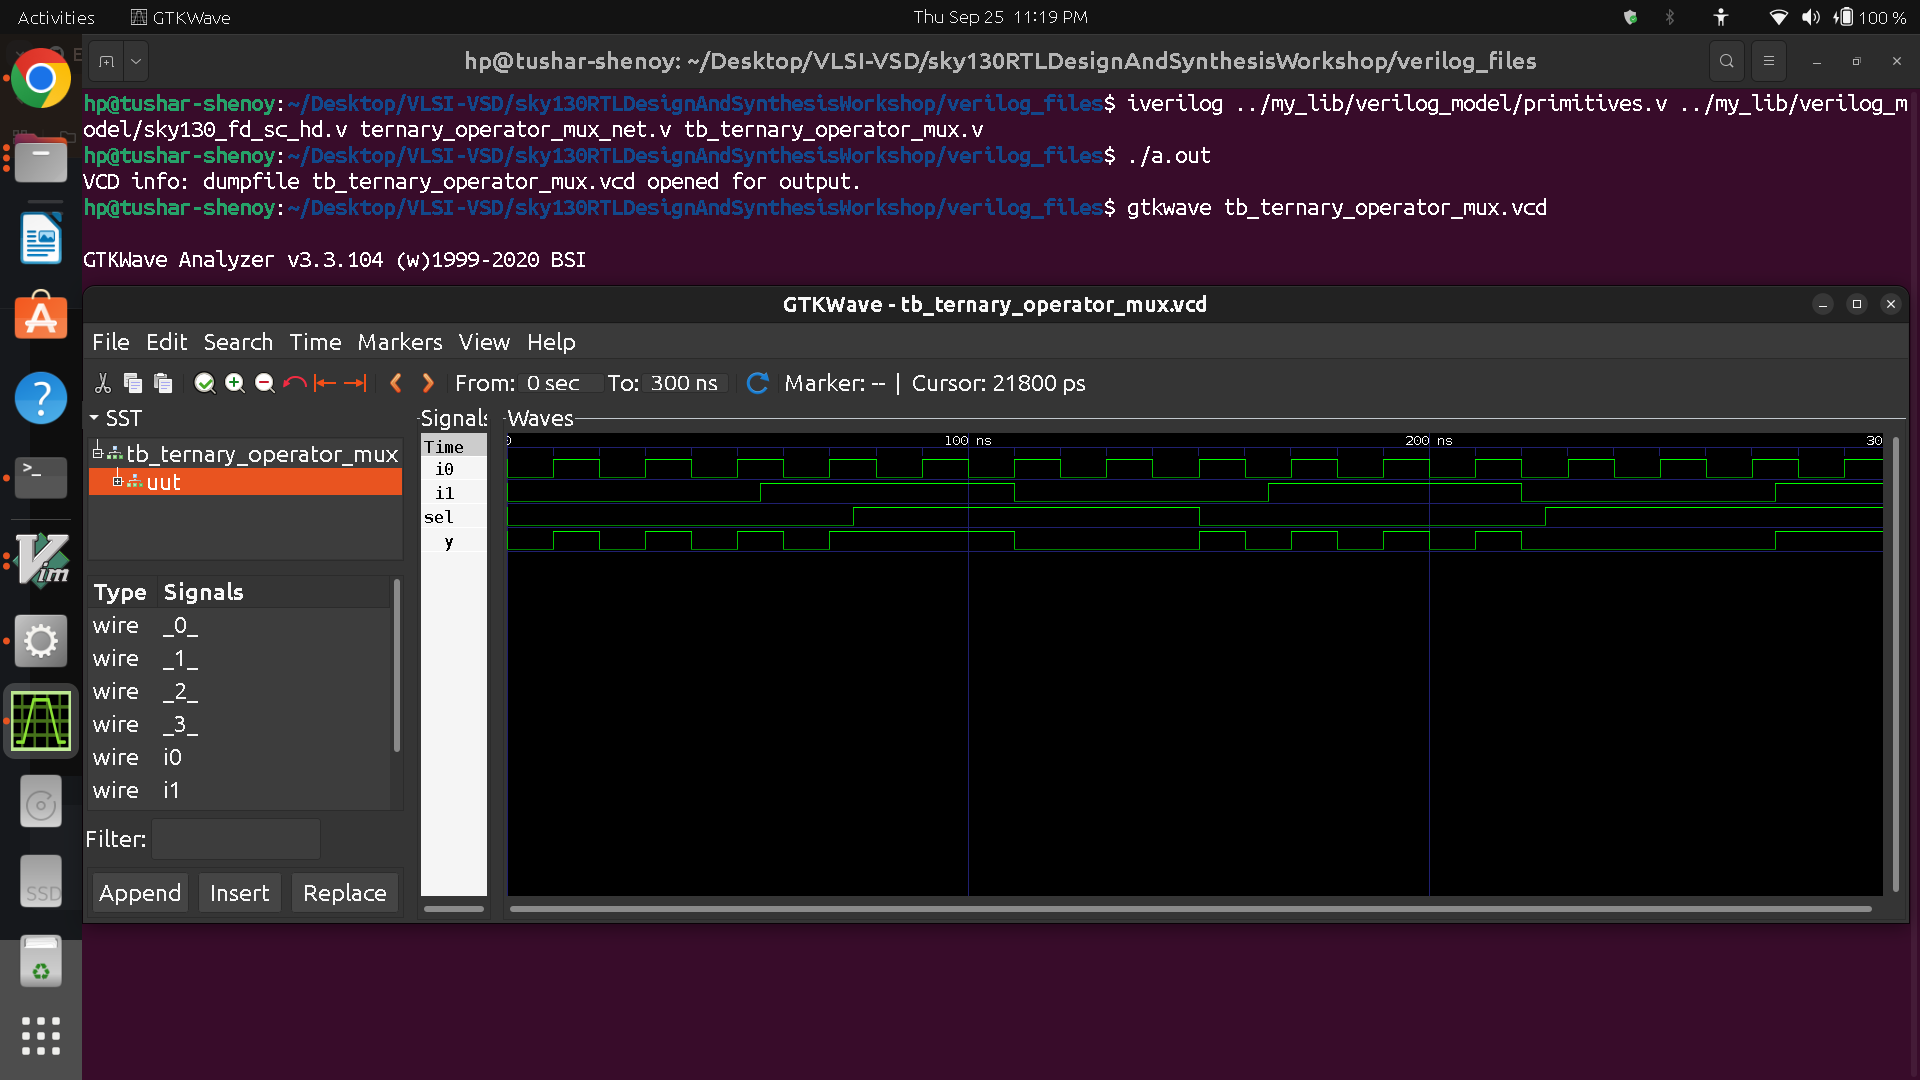 Activities GTKWave Thu Sep 25 11:19 PM 100 %
hp@tushar-shenoy: ~/Desktop/VLSI-VSD/sky130RTLDesignAndSynthesisWorkshop/verilog_files
hp@tushar-shenoy:~/Desktop/VLSI-VSD/sky130RTLDesignAndSynthesisWorkshop/verilog_files$ iverilog ../my_lib/verilog_model/primitives.v ../my_lib/verilog_m
odel/sky130_fd_sc_hd.v ternary_operator_mux_net.v tb_ternary_operator_mux.v
hp@tushar-shenoy:~/Desktop/VLSI-VSD/sky130RTLDesignAndSynthesisWorkshop/verilog_files$ ./a.out
VCD info: dumpfile tb_ternary_operator_mux.vcd opened for output.
hp@tushar-shenoy:~/Desktop/VLSI-VSD/sky130RTLDesignAndSynthesisWorkshop/verilog_files$ gtkwave tb_ternary_operator_mux.vcd
GTKWave Analyzer v3.3.104 (w)1999-2020 BSI
GTKWave - tb_ternary_operator_mux.vcd
File Edit Search Time Markers View Help
From: 0 sec To: 300 ns Marker: -- | Cursor: 21800 ps
SST
tb_ternary_operator_mux
uut
Type Signals
wire _0_
wire _1_
wire _2_
wire _3_
wire i0
wire i1
Filter:
Append Insert Replace
Signals
Time
i0
i1
sel
y
Waves
0 100 ns 200 ns 30
Vim
SSD